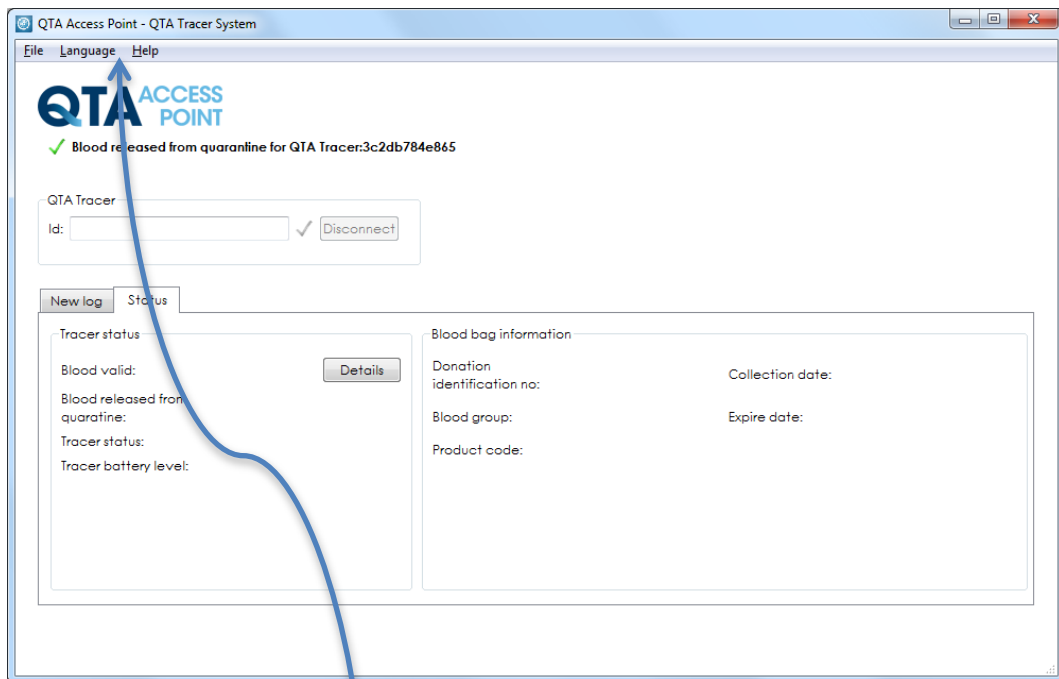 QTA Access Point - QTA Tracer System
File Language Help
QTA ACCESS
POINT
Blood released from quarantine for QTA Tracer:3c2db784e865
QTA Tracer
Id: Disconnect
New log Status
Tracer status
Blood valid: Details
Blood released from
quaratine:
Tracer status:
Tracer battery level:
Blood bag information
Donation
identification no:
Collection date:
Blood group:
Expire date:
Product code: